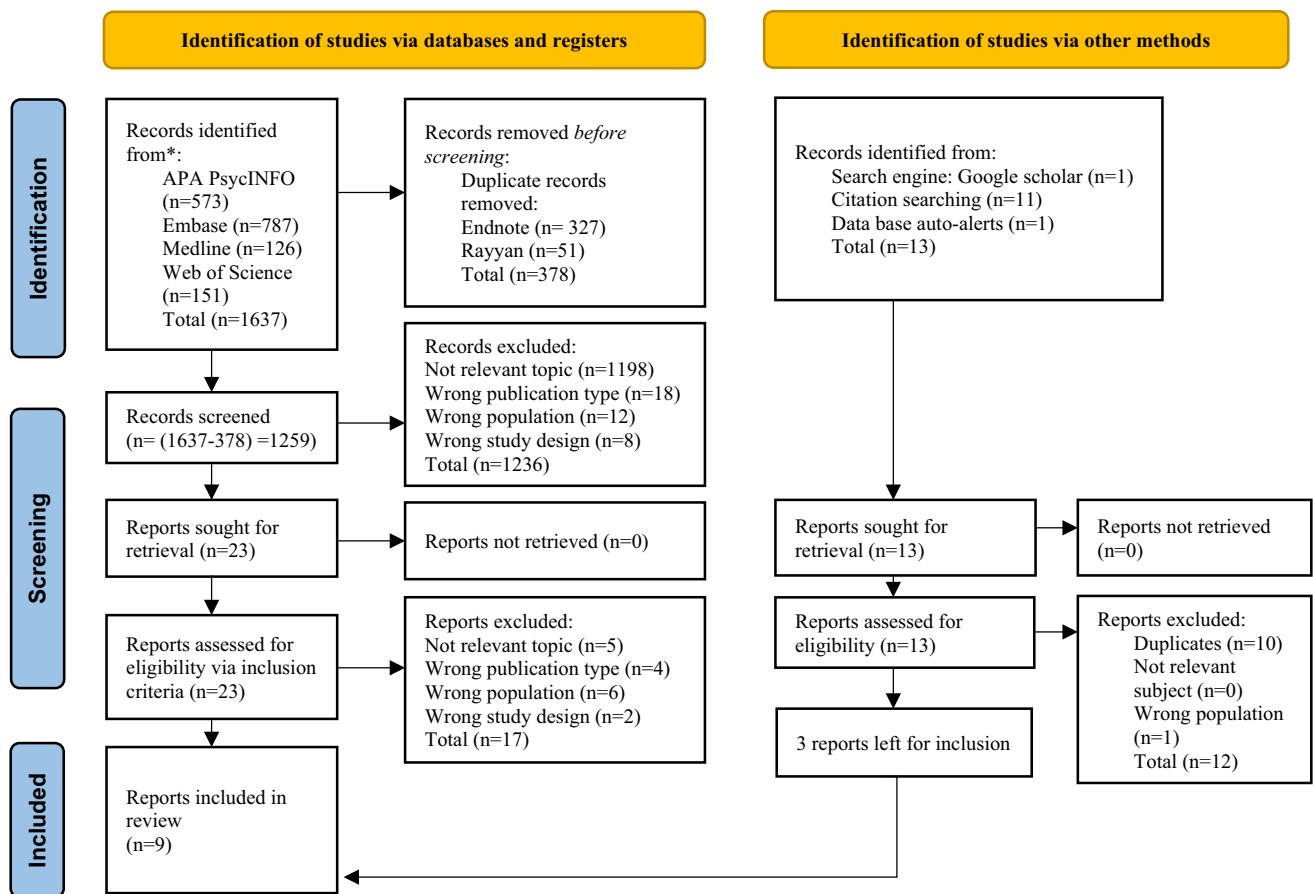 Identification of studies via databases and registers
Identification of studies via other methods
Identification
Records identified
from*:
APA PsycINFO
(n=573)
Embase (n=787)
Medline (n=126)
Web of Science
(n=151)
Total (n=1637)
Records removed before
screening:
Duplicate records
removed:
Endnote (n= 327)
Rayyan (n=51)
Total (n=378)
Records identified from:
Search engine: Google scholar (n=1)
Citation searching (n=11)
Data base auto-alerts (n=1)
Total (n=13)
Screening
Records screened
(n= (1637-378) =1259)
Records excluded:
Not relevant topic (n=1198)
Wrong publication type (n=18)
Wrong population (n=12)
Wrong study design (n=8)
Total (n=1236)
Reports sought for
retrieval (n=23)
Reports not retrieved (n=0)
Reports sought for
retrieval (n=13)
Reports not retrieved
(n=0)
Reports assessed for
eligibility via inclusion
criteria (n=23)
Reports excluded:
Not relevant topic (n=5)
Wrong publication type (n=4)
Wrong population (n=6)
Wrong study design (n=2)
Total (n=17)
Reports assessed for
eligibility (n=13)
Reports excluded:
Duplicates (n=10)
Not relevant
subject (n=0)
Wrong population
(n=1)
Total (n=12)
3 reports left for inclusion
Included
Reports included in
review
(n=9)